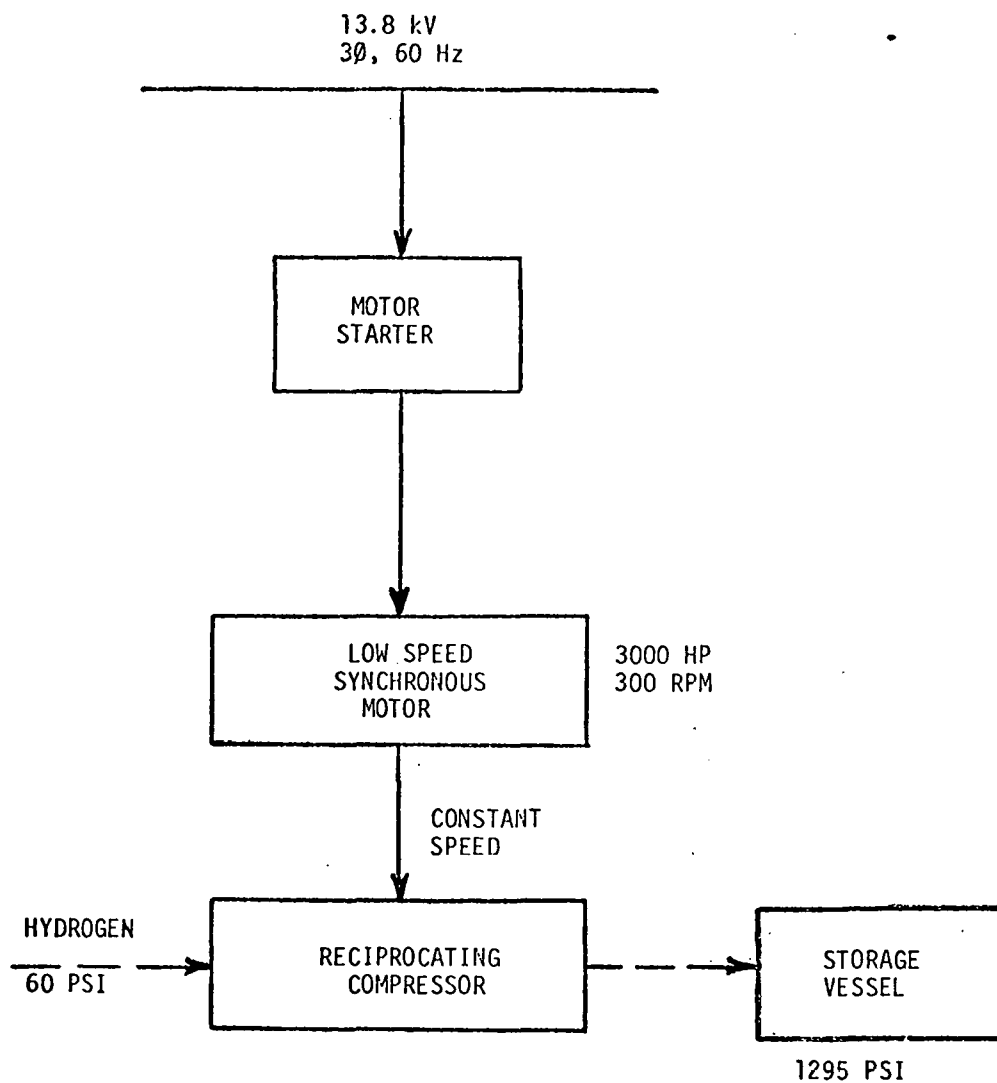 13.8 kV
3Ø, 60 Hz
MOTOR
STARTER
LOW SPEED
SYNCHRONOUS
MOTOR
3000 HP
300 RPM
CONSTANT
SPEED
HYDROGEN
60 PSI
RECIPROCATING
COMPRESSOR
STORAGE
VESSEL
1295 PSI